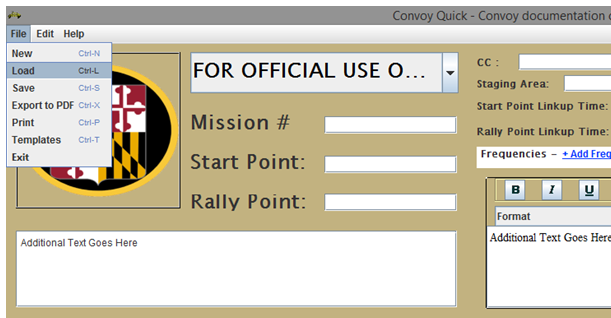 Convoy Quick - Convoy documentation
File Edit Help
New Ctrl-N
Load Ctrl-L
Save Ctrl-S
Export to PDF Ctrl-X
Print Ctrl-P
Templates Ctrl-T
Exit
FOR OFFICIAL USE O...
Mission #
Start Point:
Rally Point:
Additional Text Goes Here
CC :
Staging Area:
Start Point Linkup Time:
Rally Point Linkup Time:
Frequencies – + Add Freq
B I U
Format
Additional Text Goes Here